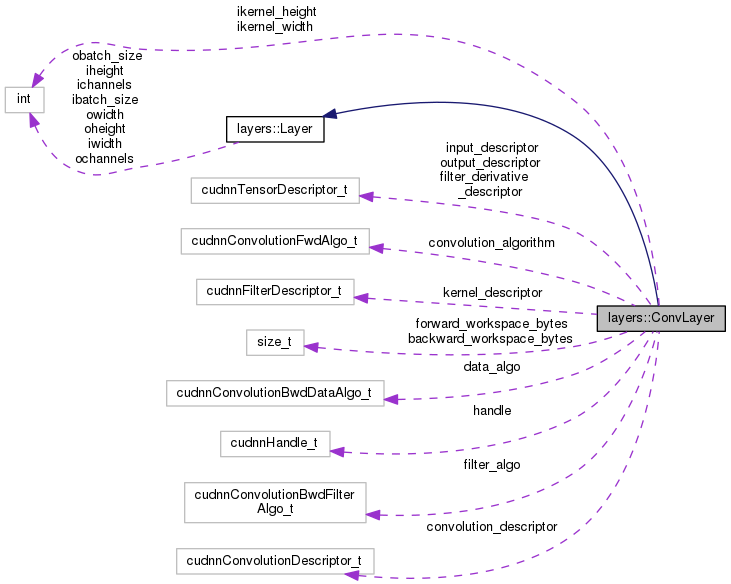 ikernel_height
ikernel_width
obatch_size
iheight
ichannels
ibatch_size
owidth
oheight
iwidth
ochannels
int
layers::Layer
input_descriptor
output_descriptor
filter_derivative
_descriptor
cudnnTensorDescriptor_t
cudnnConvolutionFwdAlgo_t
convolution_algorithm
cudnnFilterDescriptor_t
kernel_descriptor
layers::ConvLayer
size_t
forward_workspace_bytes
backward_workspace_bytes
data_algo
cudnnConvolutionBwdDataAlgo_t
handle
cudnnHandle_t
filter_algo
cudnnConvolutionBwdFilter
Algo_t
convolution_descriptor
cudnnConvolutionDescriptor_t